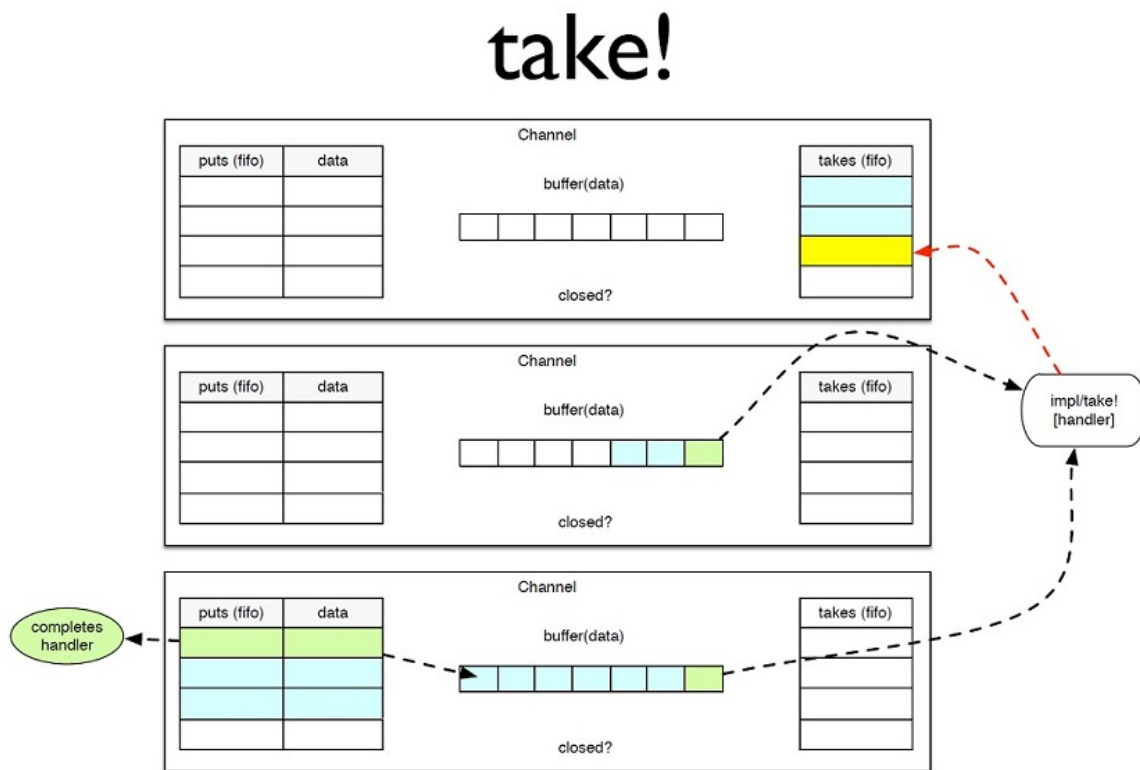 take!
Channel
puts (fifo) data
buffer(data)
takes (fifo)
closed?
Channel
puts (fifo) data
buffer(data)
takes (fifo)
closed?
impl/take!
[handler]
Channel
puts (fifo) data
buffer(data)
takes (fifo)
closed?
completes
handler